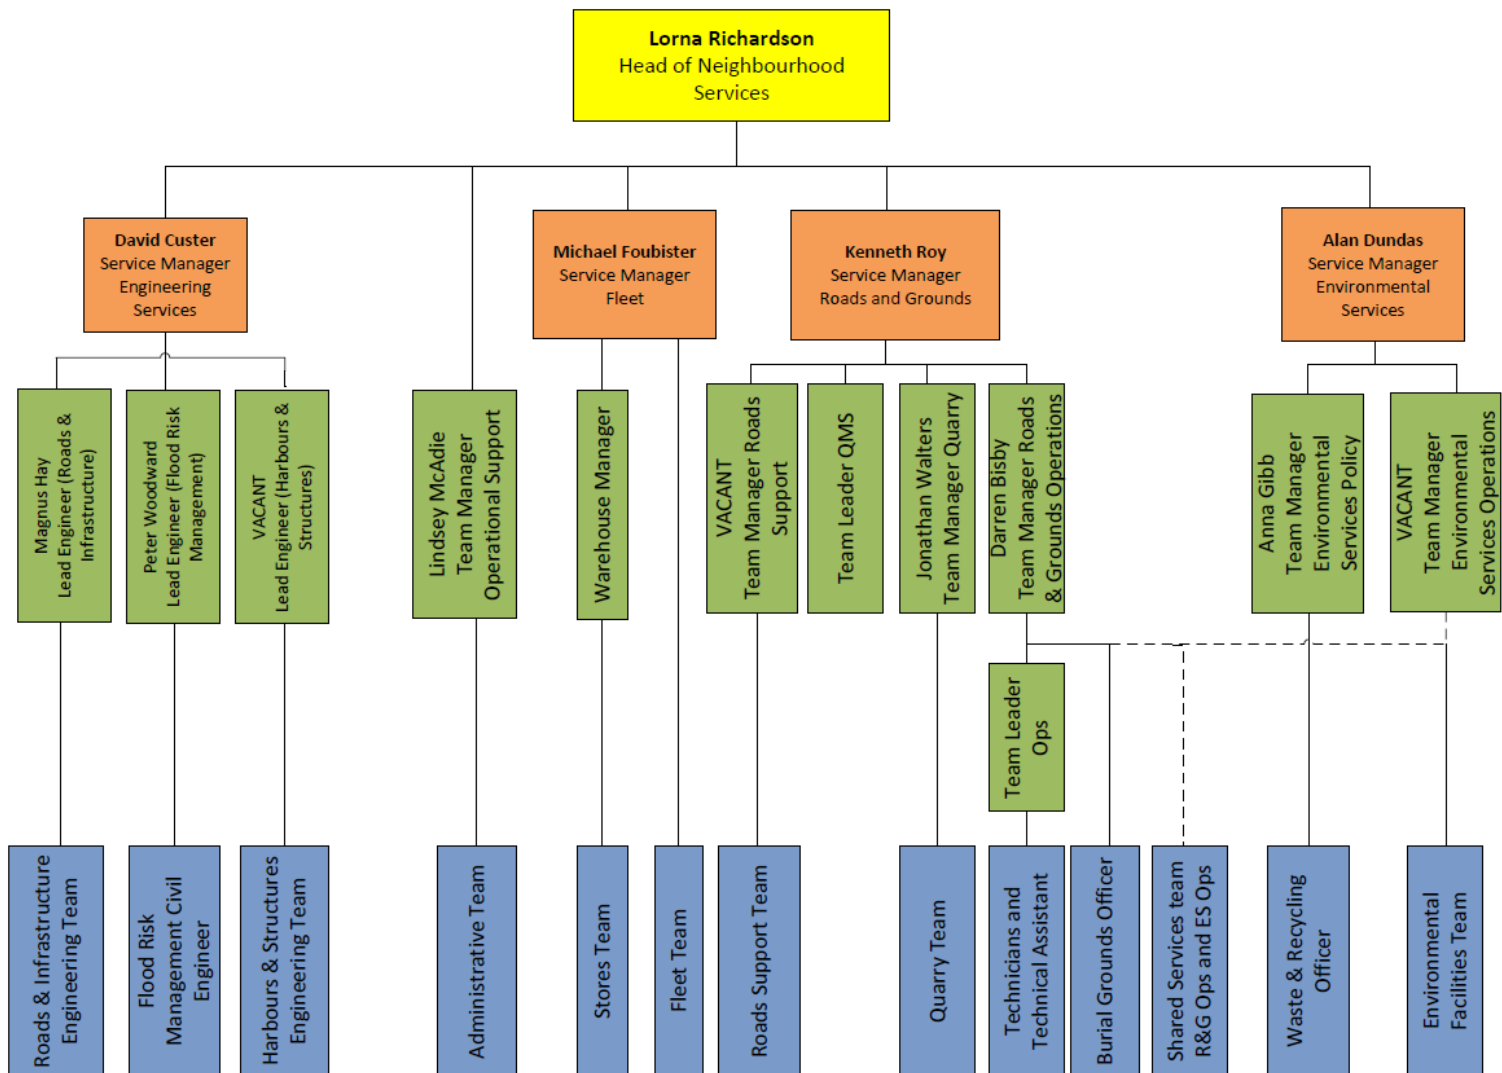 Lorna Richardson
Head of Neighbourhood
Services
David Custer
Service Manager
Engineering
Services
Michael Foubister
Service Manager
Fleet
Kenneth Roy
Service Manager
Roads and Grounds
Alan Dundas
Service Manager
Environmental
Services
Magnus Hay
Lead Engineer (Roads &
Infrastructure)
Peter Woodward
Lead Engineer (Flood Risk
Management)
VACANT
Lead Engineer (Harbours &
Structures)
Lindsey McAdie
Team Manager
Operational Support
Warehouse Manager
VACANT
Team Manager Roads
Support
Team Leader QMS
Jonathan Walters
Team Manager Quarry
Darren Bisby
Team Manager Roads
& Grounds Operations
Anna Gibb
Team Manager
Environmental
Services Policy
VACANT
Team Manager
Environmental
Services Operations
Team Leader
Ops
Roads & Infrastructure
Engineering Team
Flood Risk
Management Civil
Engineer
Harbours & Structures
Engineering Team
Administrative Team
Stores Team
Fleet Team
Roads Support Team
Quarry Team
Technicians and
Technical Assistant
Burial Grounds Officer
Shared Services team
R&G Ops and ES Ops
Waste & Recycling
Officer
Environmental
Facilities Team